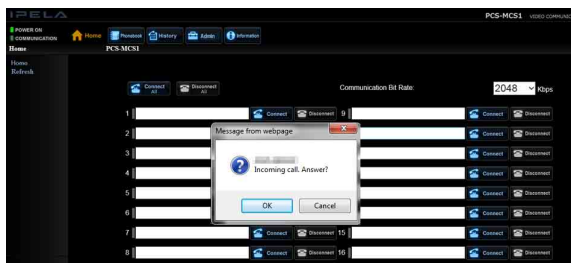 IPELA
PCS-MCS1 VIDEO COMMUNIC
POWER ON
COMMUNICATION
Home Phonebook History Admin Information
Home PCS-MCS1
Home
Refresh
Connect All Disconnect All Communication Bit Rate: 2048 Kbps
1 Connect Disconnect 9 Connect Disconnect
2 Connect Disconnect
Message from webpage
3 Connect Disconnect
Incoming call. Answer?
4 Connect Disconnect
5 Connect Disconnect
OK Cancel
6 Connect Disconnect
7 Connect Disconnect 15 Connect Disconnect
8 Connect Disconnect 16 Connect Disconnect